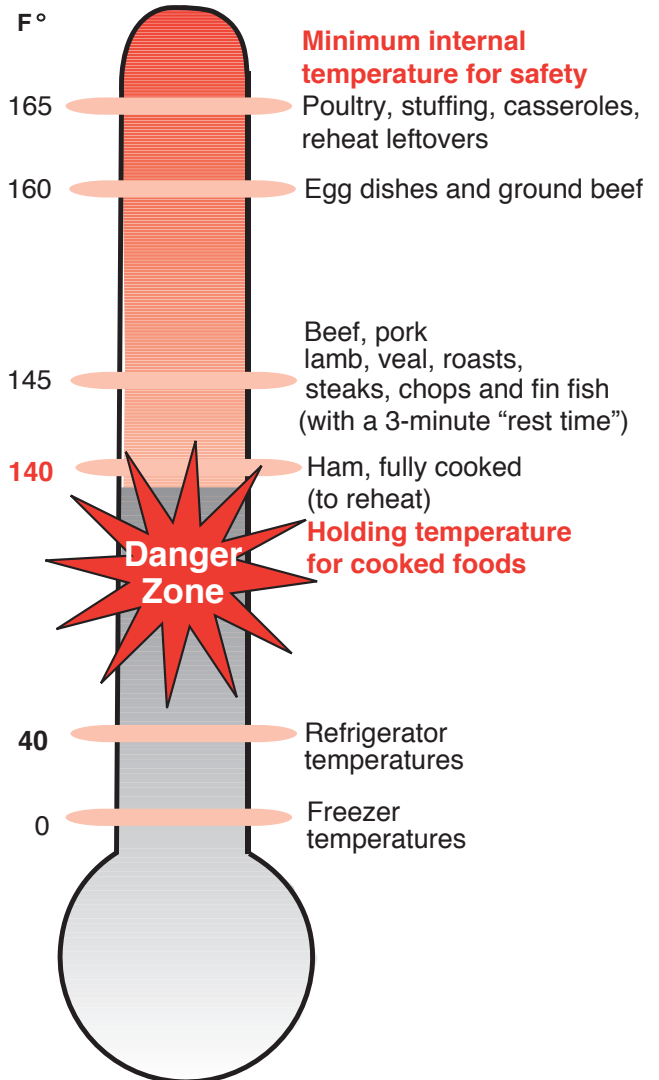 F°
Minimum internal
temperature for safety
165
Poultry, stuffing, casseroles,
reheat leftovers
160
Egg dishes and ground beef
145
Beef, pork
lamb, veal, roasts,
steaks, chops and fin fish
(with a 3-minute “rest time”)
140
Ham, fully cooked
(to reheat)
Holding temperature
for cooked foods
Danger
Zone
40
Refrigerator
temperatures
0
Freezer
temperatures